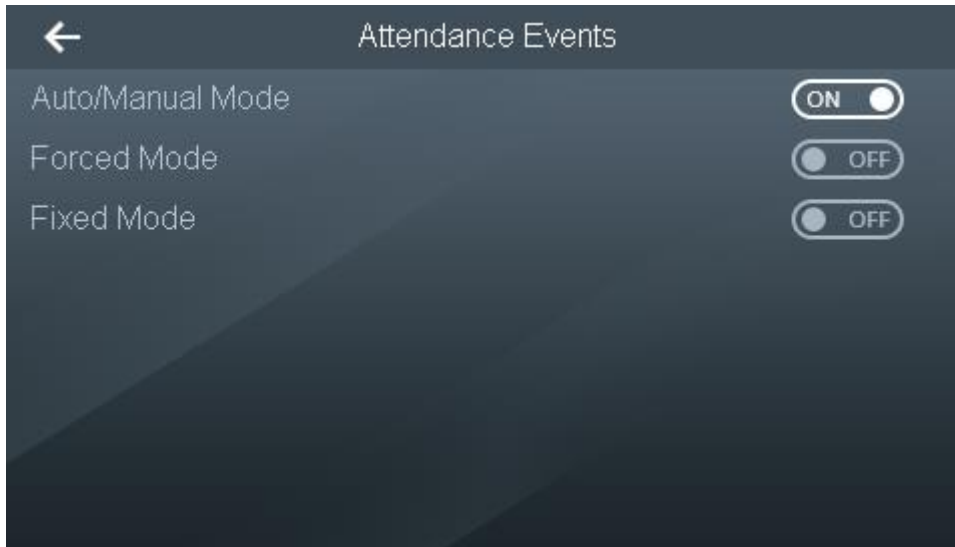 Attendance Events
Auto/Manual Mode ON
Forced Mode OFF
Fixed Mode OFF